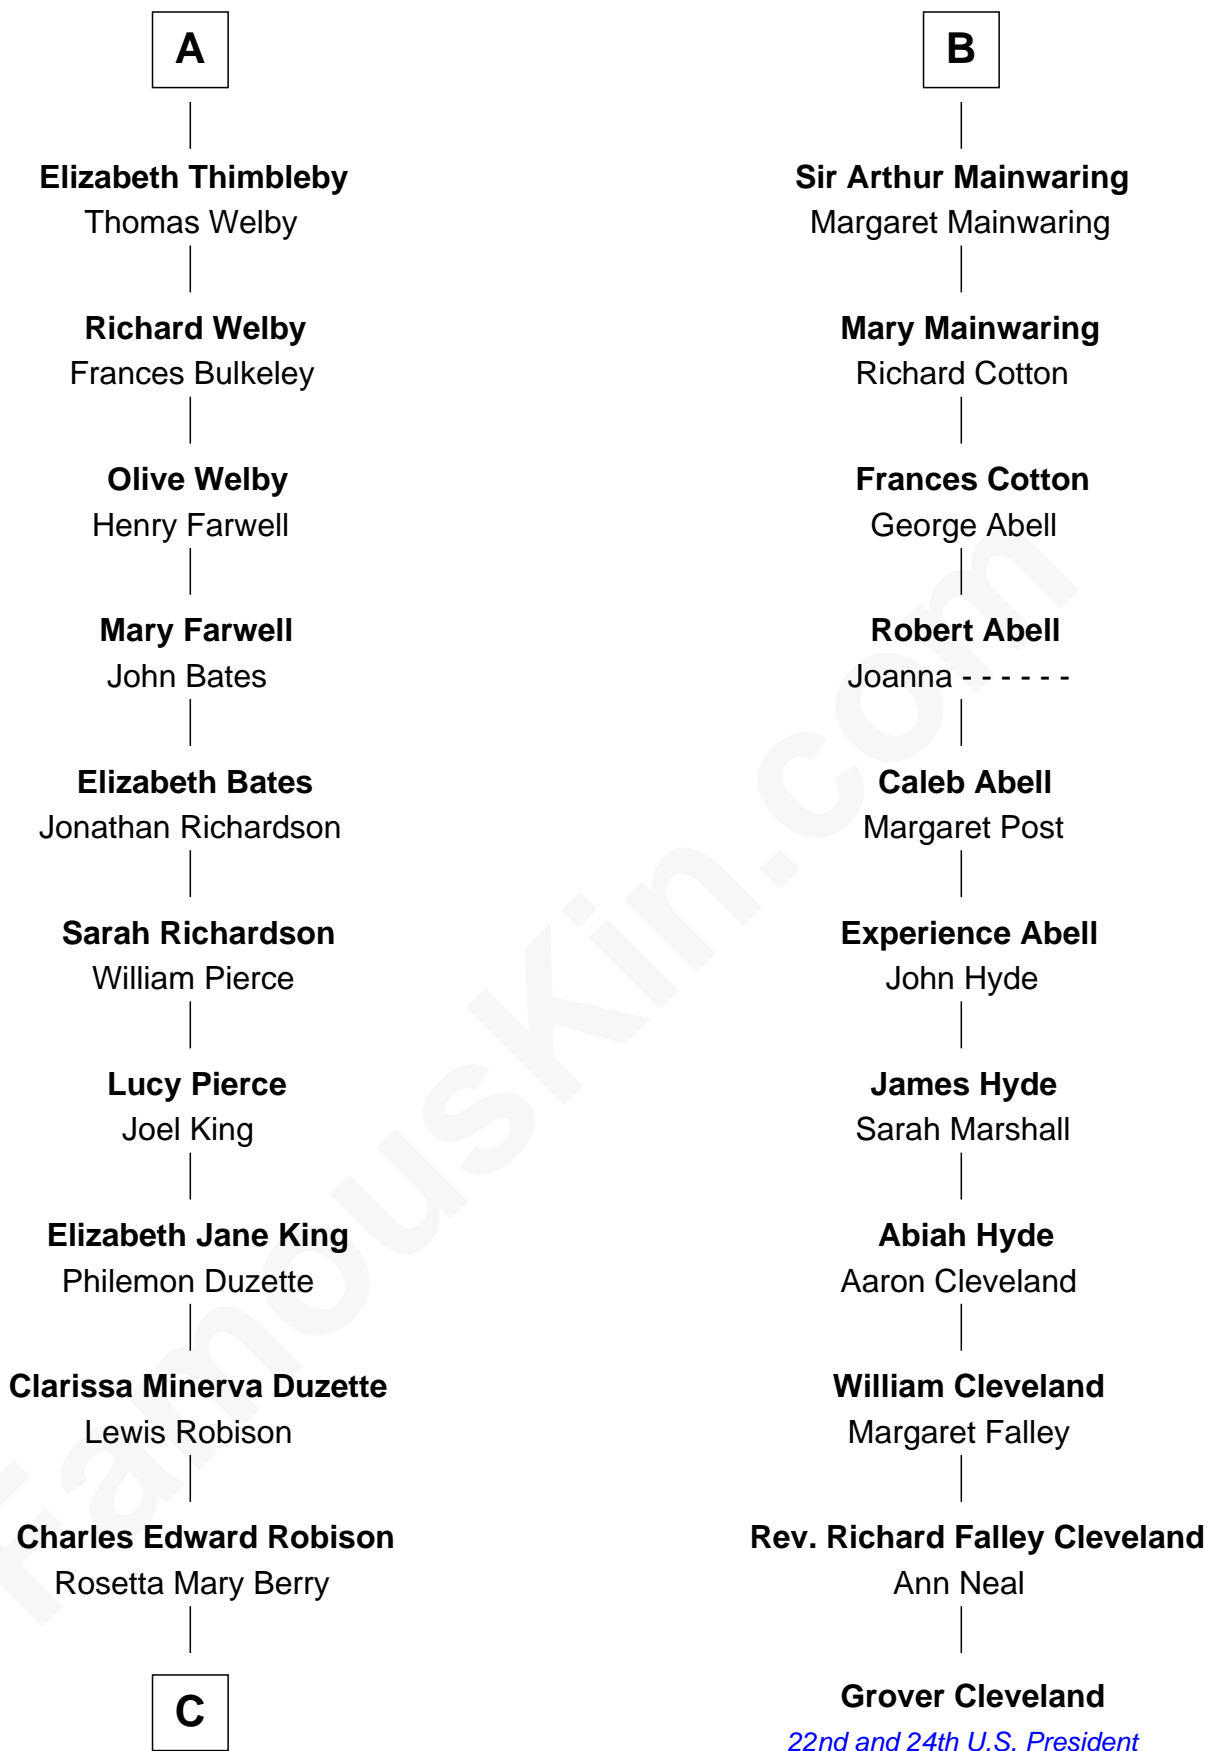 A
Elizabeth Thimbleby
Thomas Welby
Richard Welby
Frances Bulkeley
Olive Welby
Henry Farwell
Mary Farwell
John Bates
Elizabeth Bates
Jonathan Richardson
Sarah Richardson
William Pierce
Lucy Pierce
Joel King
Elizabeth Jane King
Philemon Duzette
Clarissa Minerva Duzette
Lewis Robison
Charles Edward Robison
Rosetta Mary Berry
C
B
Sir Arthur Mainwaring
Margaret Mainwaring
Mary Mainwaring
Richard Cotton
Frances Cotton
George Abell
Robert Abell
Joanna - - - - - -
Caleb Abell
Margaret Post
Experience Abell
John Hyde
James Hyde
Sarah Marshall
Abiah Hyde
Aaron Cleveland
William Cleveland
Margaret Falley
Rev. Richard Falley Cleveland
Ann Neal
Grover Cleveland
22nd and 24th U.S. President
FamousKin.com